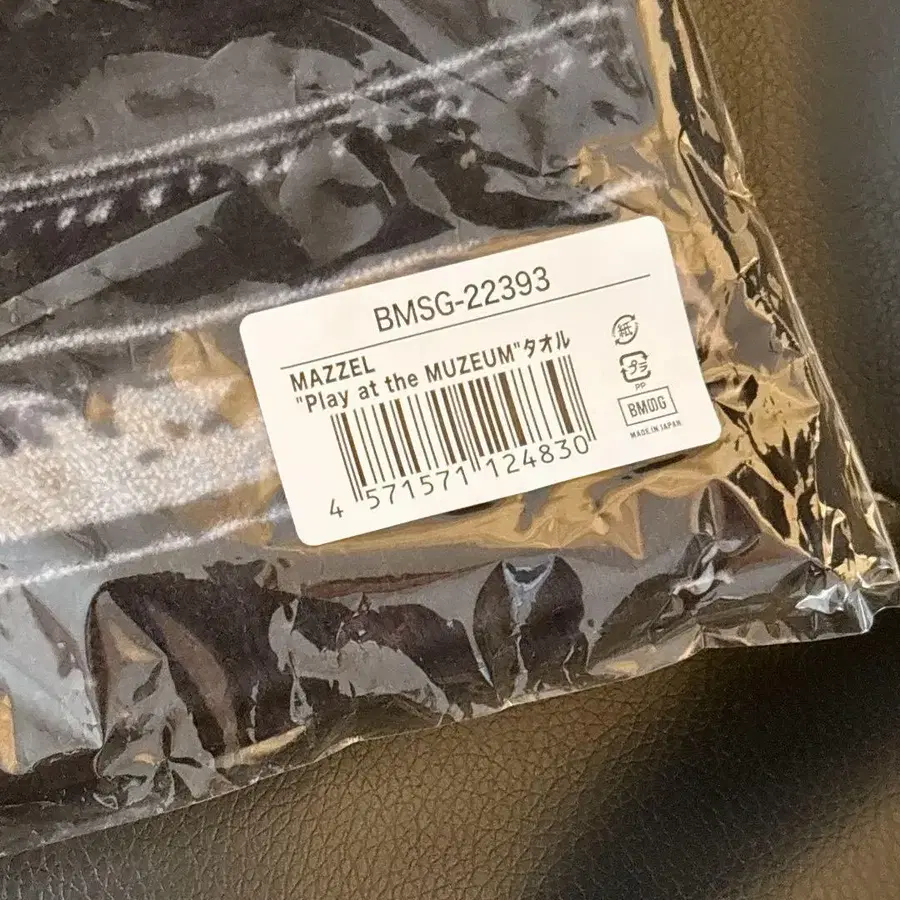 BMSG-22393
MAZZEL
"Play at the MUZEUM"タオル
4 571571 124830
紙
プラ
PP
BMSG
MADE IN JAPAN